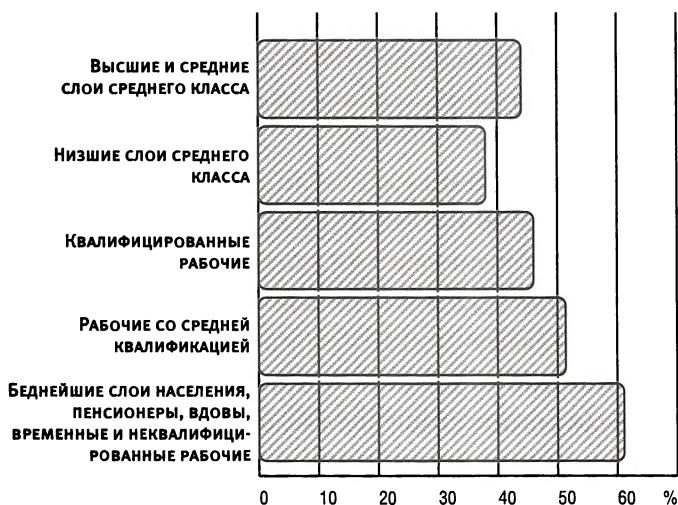 Высшие и средние
слои среднего класса
Низшие слои среднего
класса
Квалифицированные
рабочие
Рабочие со средней
квалификацией
Беднейшие слои населения,
пенсионеры, вдовы,
временные и неквалифици-
рованные рабочие
0 10 20 30 40 50 60 %